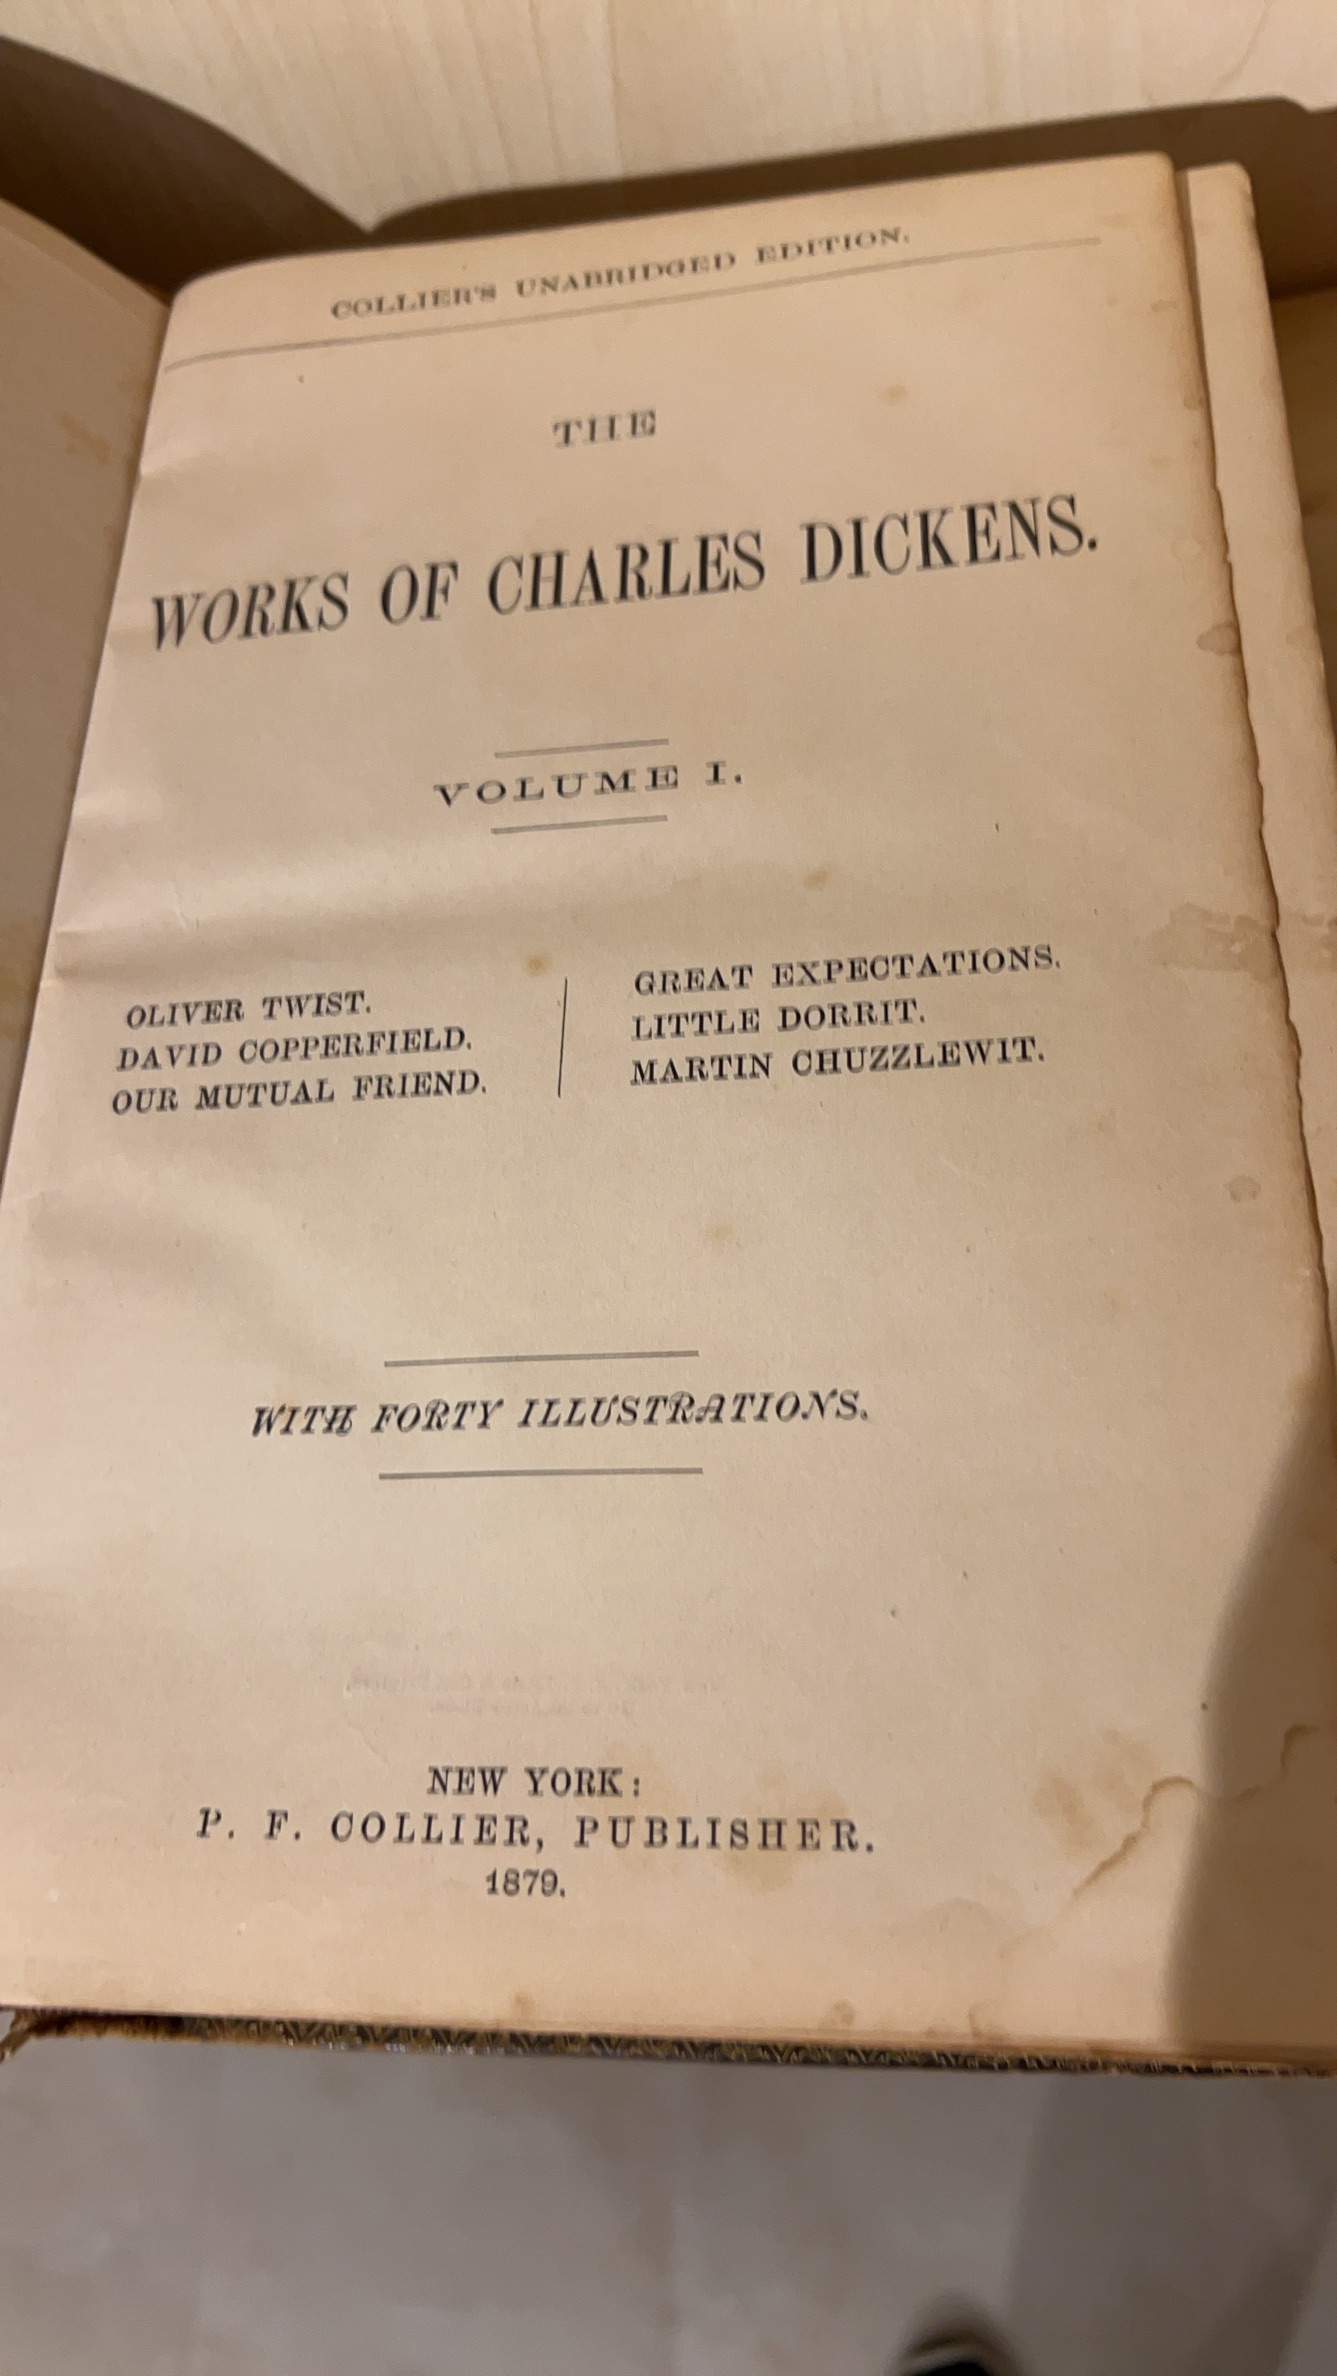 COLLIER'S UNABRIDGED EDITION.
THE
WORKS OF CHARLES DICKENS.
VOLUME I.
OLIVER TWIST.
DAVID COPPERFIELD.
OUR MUTUAL FRIEND.
GREAT EXPECTATIONS.
LITTLE DORRIT.
MARTIN CHUZZLEWIT.
WITH FORTY ILLUSTRATIONS.
NEW YORK:
P. F. COLLIER, PUBLISHER.
1879.